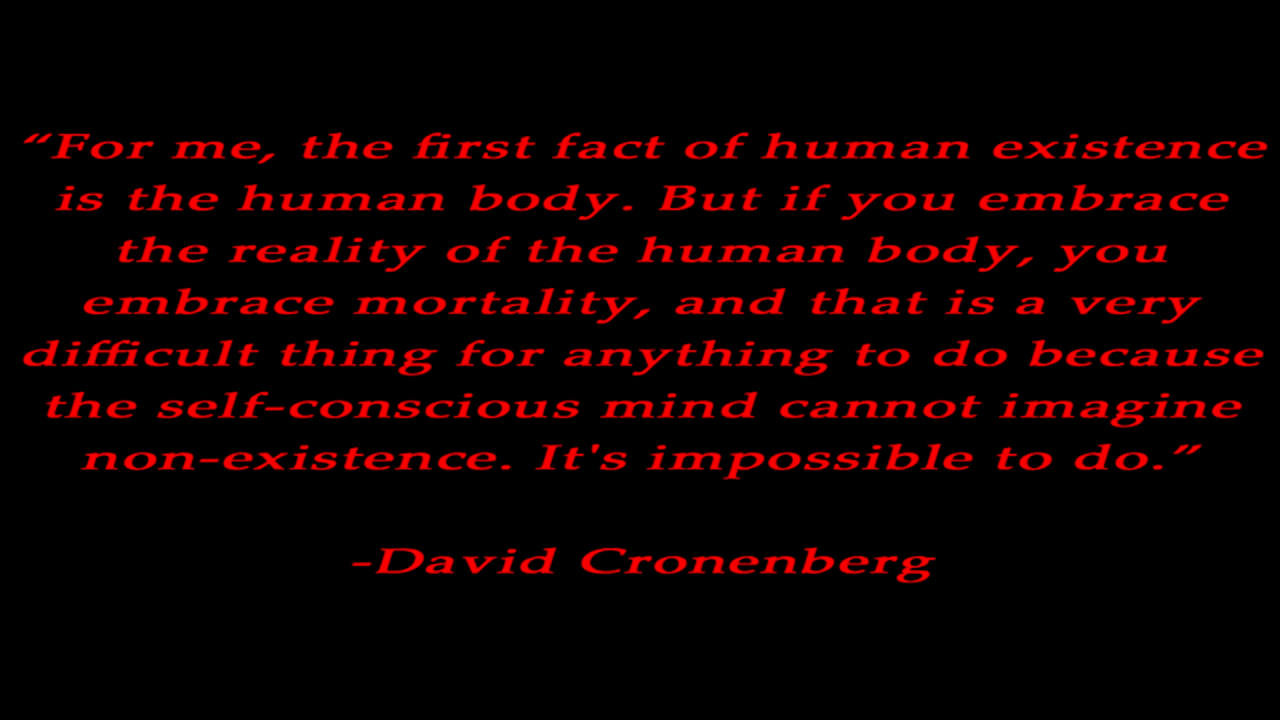 “For me, the first fact of human existence
is the human body. But if you embrace
the reality of the human body, you
embrace mortality, and that is a very
difficult thing for anything to do because
the self-conscious mind cannot imagine
non-existence. It's impossible to do.”
-David Cronenberg